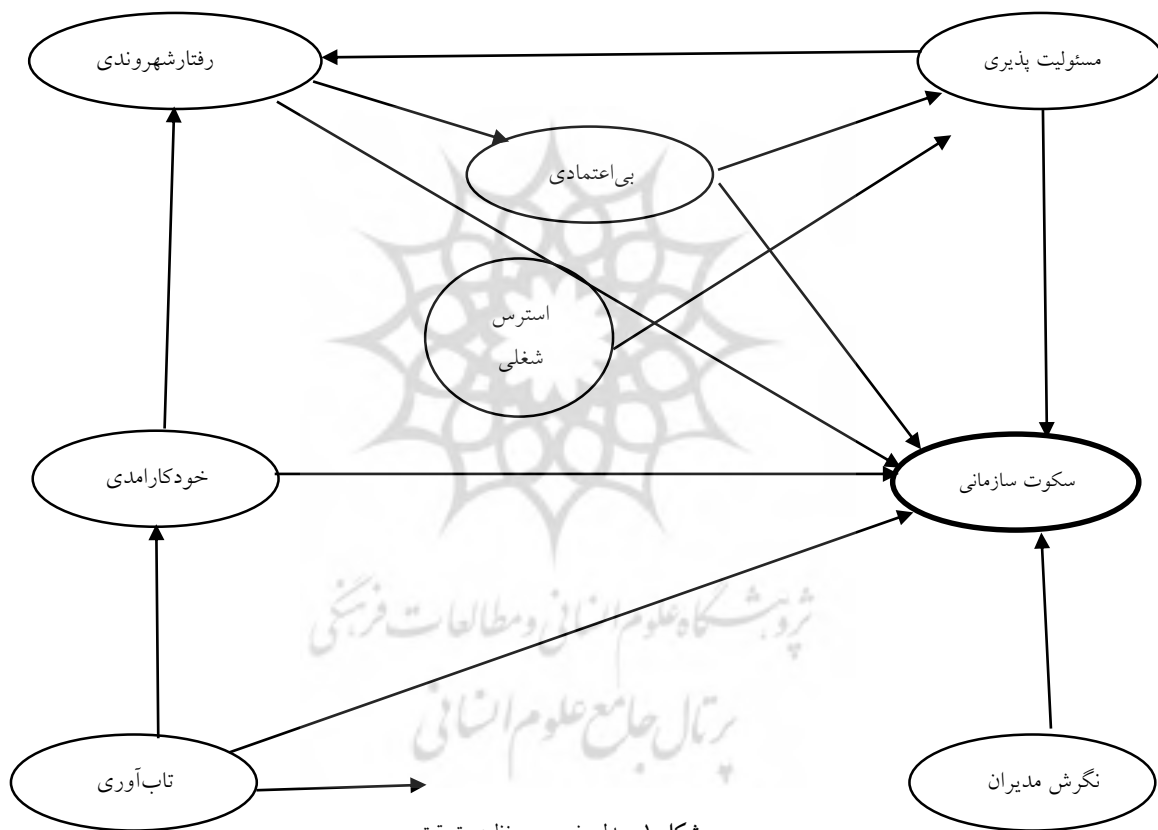 رفتارشهروندی
مسئولیت پذیری
بی‌اعتمادی
استرس
شغلی
خودکارامدی
سکوت سازمانی
پژوهشگاه علوم انسانی و مطالعات فرهنگی
پرتال جامع علوم انسانی
تاب‌آوری
نگرش مدیران